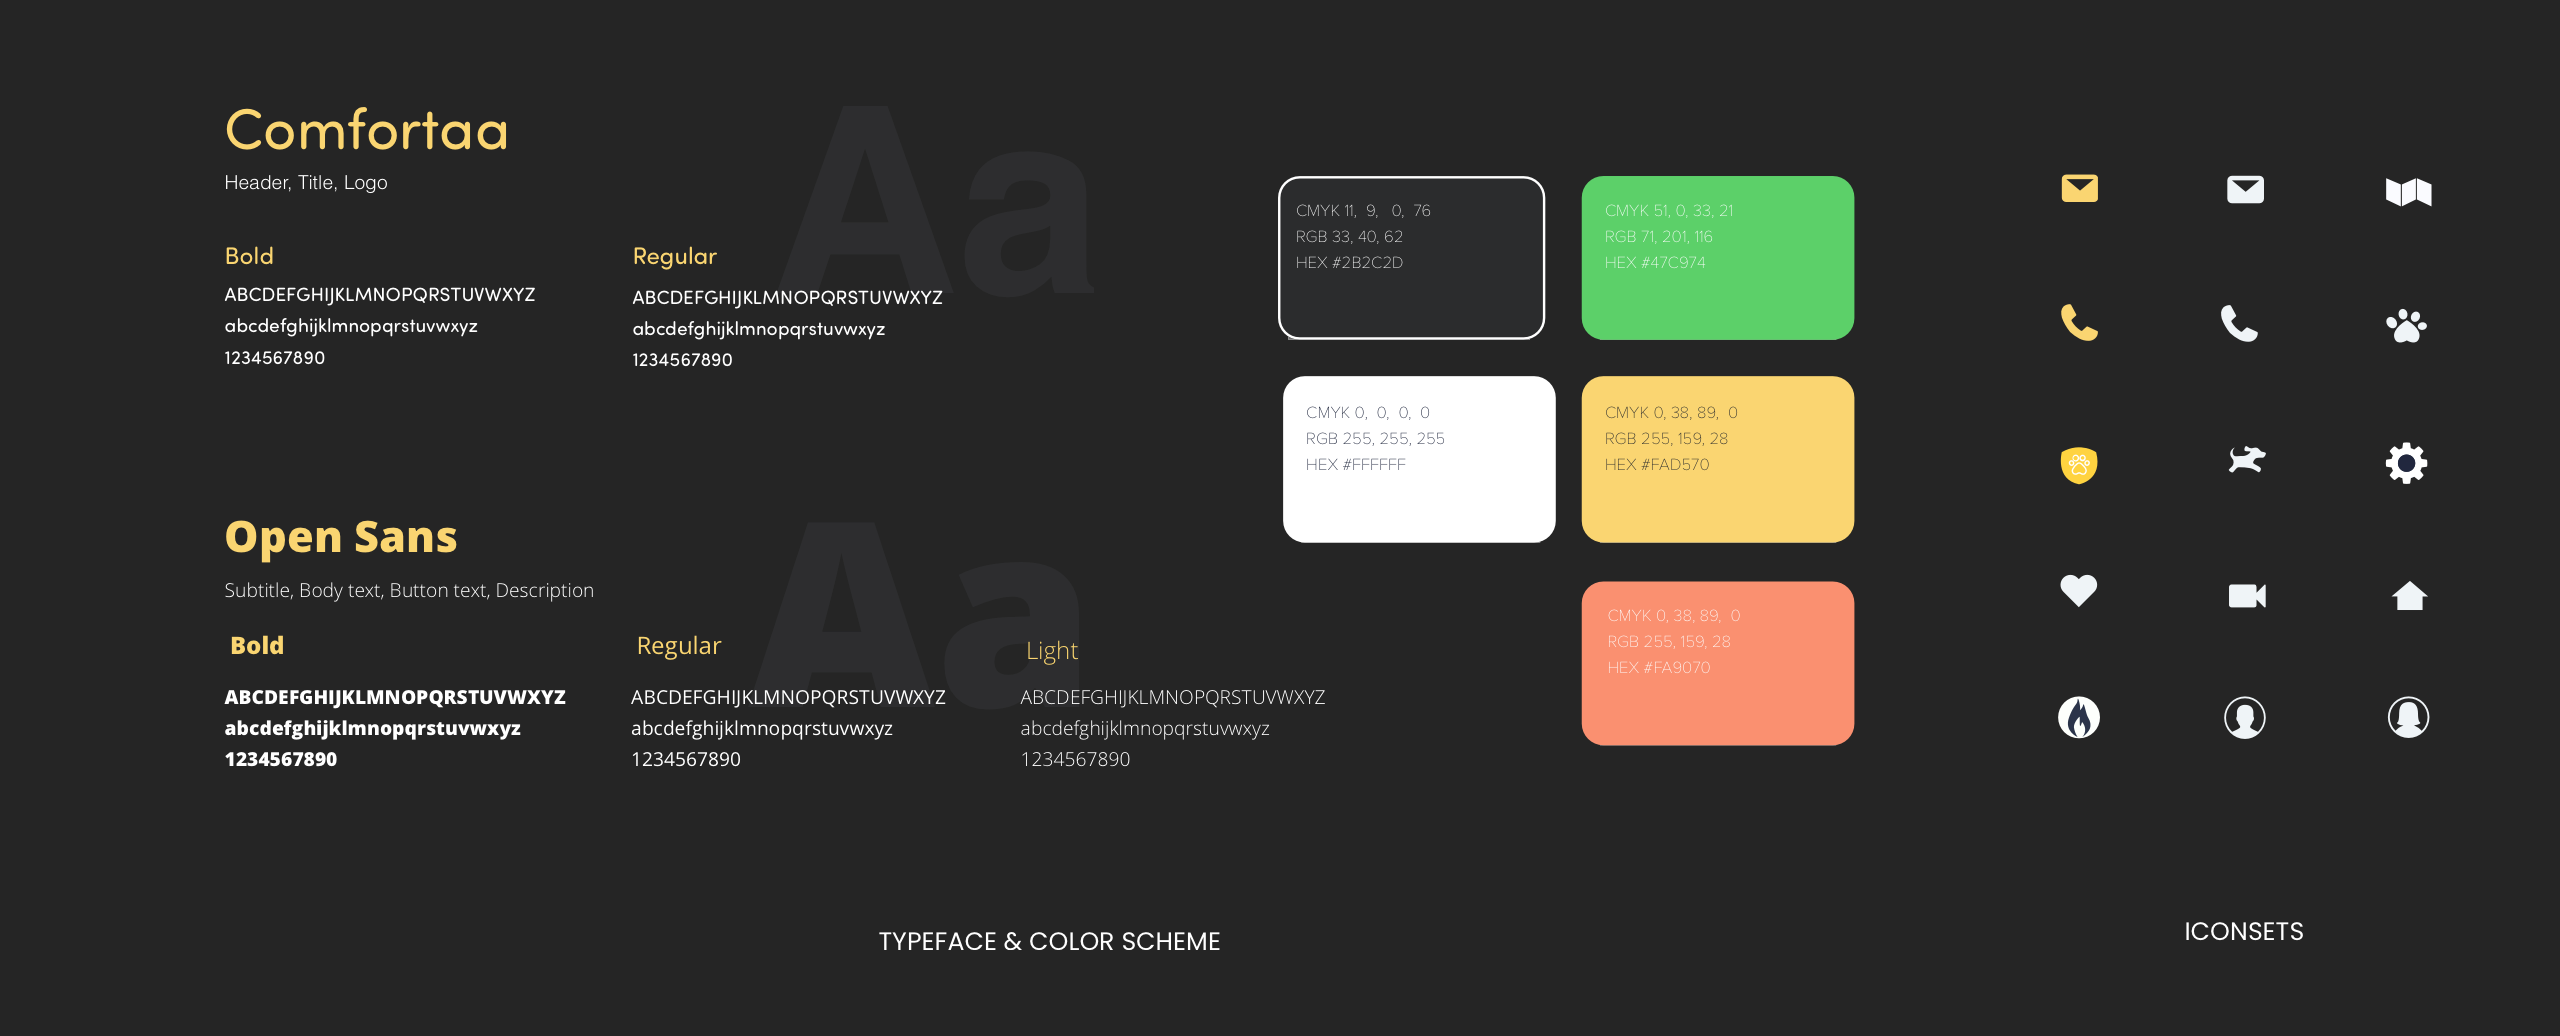 Comfortaa
Header, Title, Logo
Aa
Bold
ABCDEFGHIJKLMNOPQRSTUVWXYZ
abcdefghijklmnopqrstuvwxyz
1234567890
Regular
ABCDEFGHIJKLMNOPQRSTUVWXYZ
abcdefghijklmnopqrstuvwxyz
1234567890
Open Sans
Subtitle, Body text, Button text, Description
Aa
Bold
ABCDEFGHIJKLMNOPQRSTUVWXYZ
abcdefghijklmnopqrstuvwxyz
1234567890
Regular
ABCDEFGHIJKLMNOPQRSTUVWXYZ
abcdefghijklmnopqrstuvwxyz
1234567890
Light
ABCDEFGHIJKLMNOPQRSTUVWXYZ
abcdefghijklmnopqrstuvwxyz
1234567890
CMYK 11, 9, 0, 76
RGB 33, 40, 62
HEX #2B2C2D
CMYK 51, 0, 33, 21
RGB 71, 201, 116
HEX #47C974
CMYK 0, 0, 0, 0
RGB 255, 255, 255
HEX #FFFFFF
CMYK 0, 38, 89, 0
RGB 255, 159, 28
HEX #FAD570
CMYK 0, 38, 89, 0
RGB 255, 159, 28
HEX #FA9070
TYPEFACE & COLOR SCHEME
ICONSETS